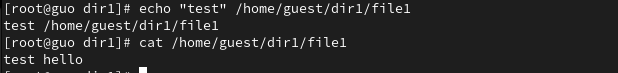 [root@guo dir1]# echo "test" /home/guest/dir1/file1
test /home/guest/dir1/file1
[root@guo dir1]# cat /home/guest/dir1/file1
test hello